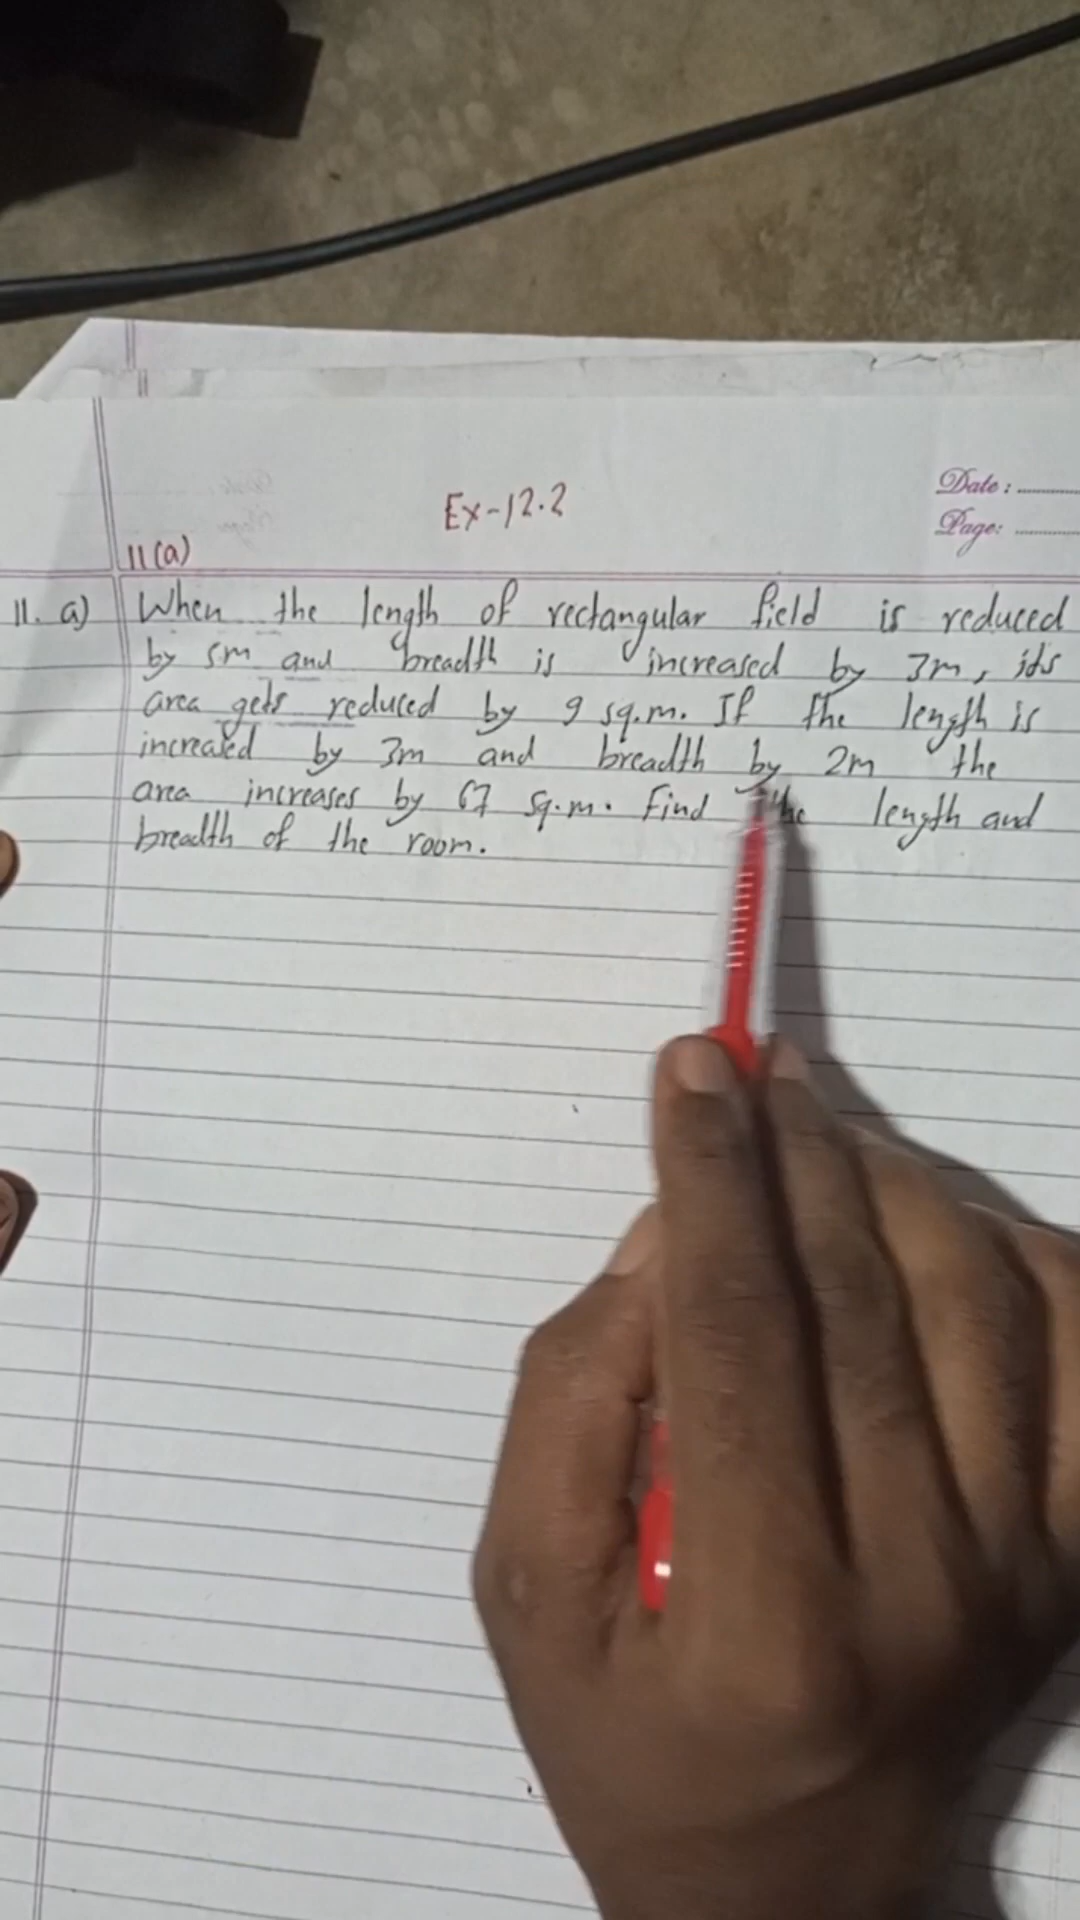 Ex-12.2
Date:
Page:
11(a)
11. a) When the length of rectangular field is reduced
by 5m and breadth is increased by 3m, its
area gets reduced by 9 sq.m. If the length is
increased by 3m and breadth by 2m the
area increases by 67 sq.m. Find the length and
breadth of the room.